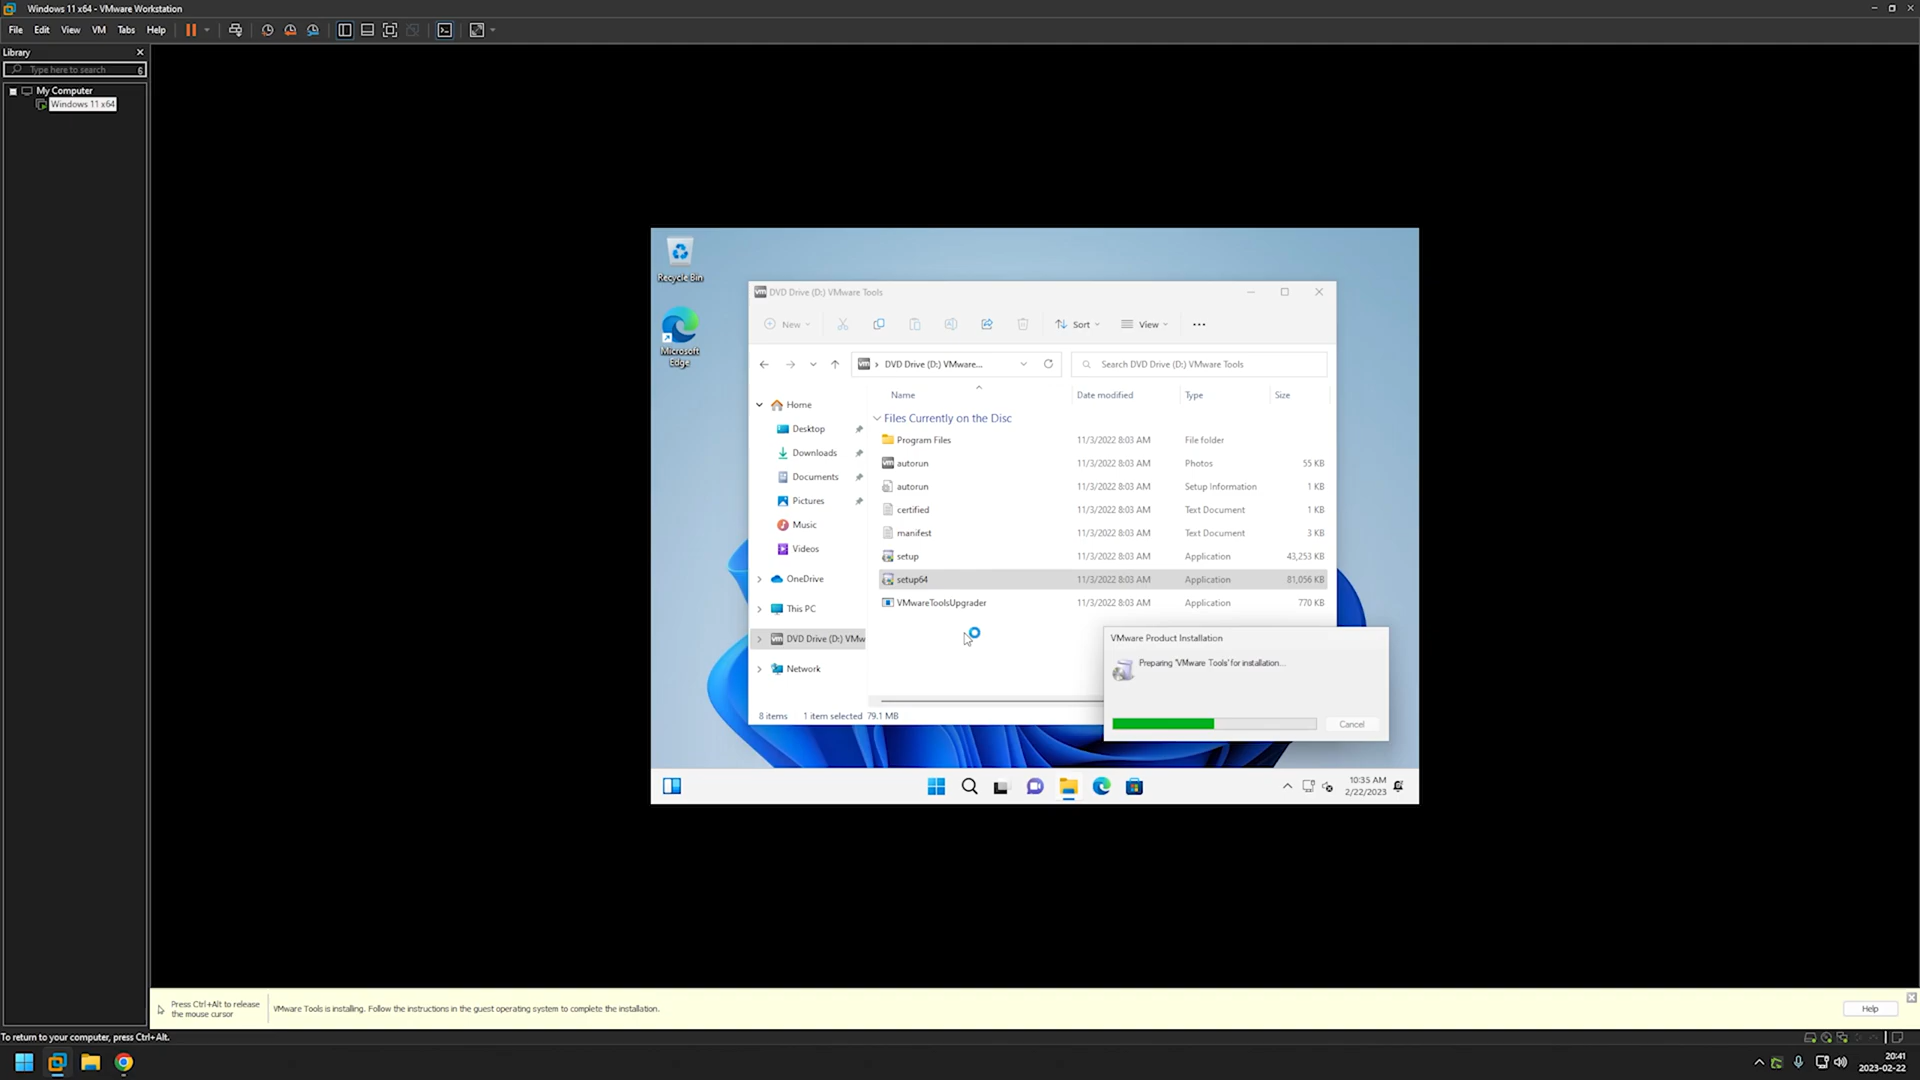 Windows 11 x64 - VMware Workstation
File Edit View VM Tabs Help
Library
Type here to search
My Computer
Windows 11 x64
Recycle Bin
Microsoft
Edge
vm DVD Drive (D:) VMware Tools
New
Sort
View
vm DVD Drive (D:) VMware...
Search DVD Drive (D:) VMware Tools
Home
Desktop
Downloads
Documents
Pictures
Music
Videos
OneDrive
This PC
vm DVD Drive (D:) VMw
Network
Name Date modified Type Size
Files Currently on the Disc
Program Files 11/3/2022 8:03 AM File folder
vm autorun 11/3/2022 8:03 AM Photos 55 KB
autorun 11/3/2022 8:03 AM Setup Information 1 KB
certified 11/3/2022 8:03 AM Text Document 1 KB
manifest 11/3/2022 8:03 AM Text Document 3 KB
setup 11/3/2022 8:03 AM Application 43,253 KB
setup64 11/3/2022 8:03 AM Application 81,056 KB
VMwareToolsUpgrader 11/3/2022 8:03 AM Application 770 KB
8 items 1 item selected 79.1 MB
VMware Product Installation
Preparing 'VMware Tools' for installation...
Cancel
10:35 AM
2/22/2023
Press Ctrl+Alt to release
the mouse cursor
VMware Tools is installing. Follow the instructions in the guest operating system to complete the installation.
Help
To return to your computer, press Ctrl+Alt.
20:41
2023-02-22